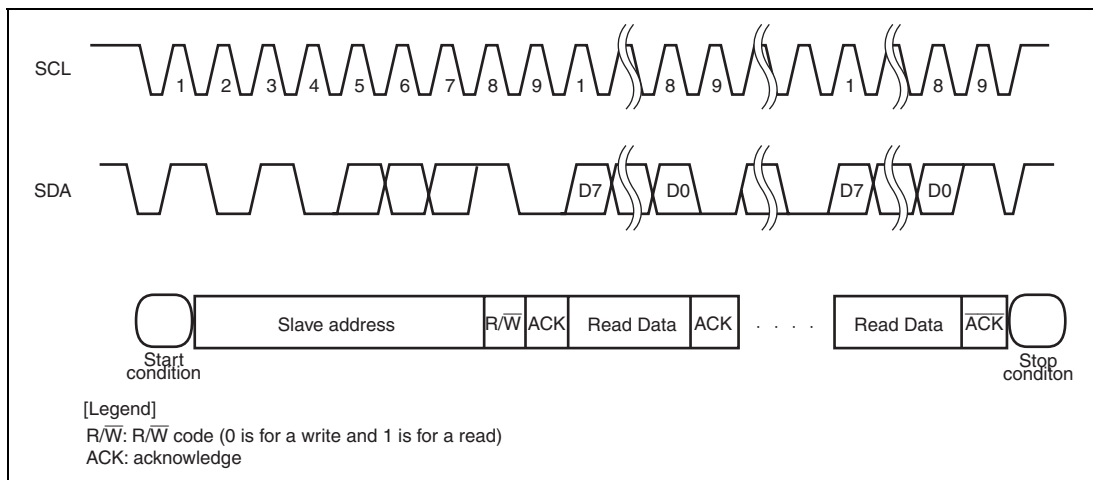 SCL
1 2 3 4 5 6 7 8 9 1 8 9 1 8 9
SDA
D7 D0 D7 D0
Slave address R/W̅ ACK Read Data ACK . . . . Read Data A̅C̅K̅
Start
condition
Stop
conditon
[Legend]
R/W̅: R/W̅ code (0 is for a write and 1 is for a read)
ACK: acknowledge